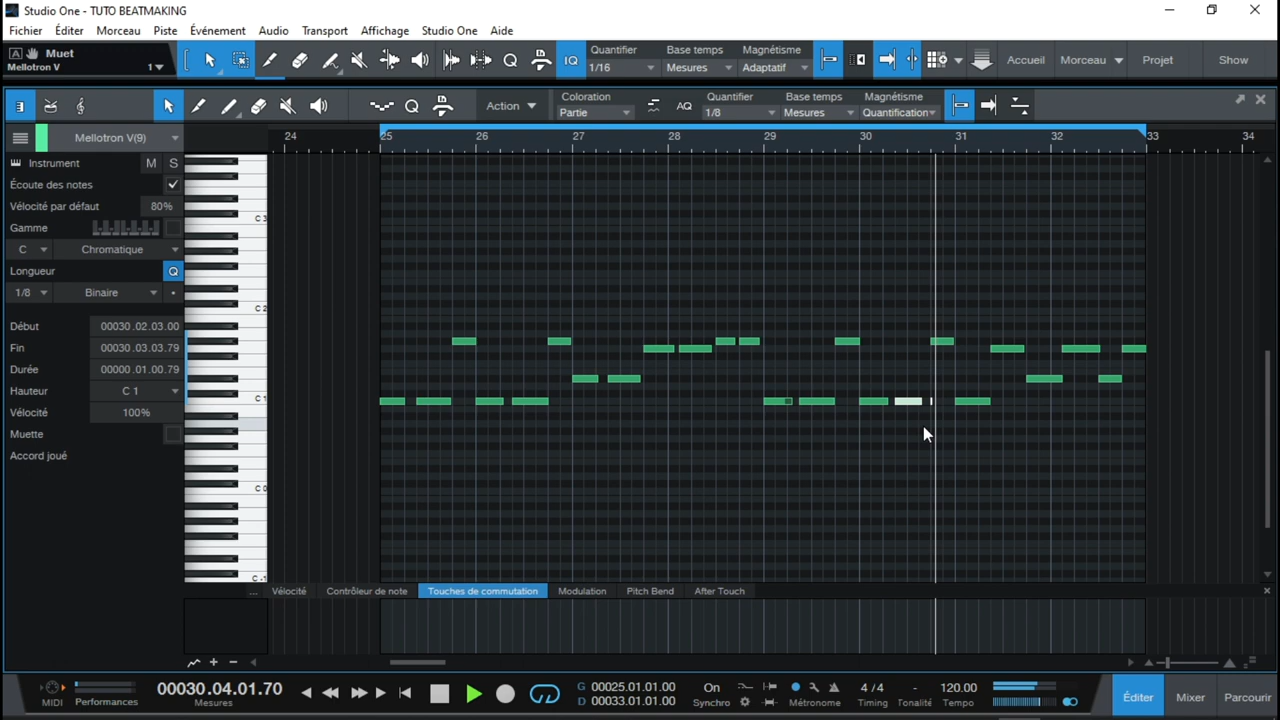 Studio One - TUTO BEATMAKING
Fichier Éditer Morceau Piste Événement Audio Transport Affichage Studio One Aide
A Muet
Mellotron V 1
IQ
Quantifier Base temps Magnétisme
1/16 Mesures Adaptatif
Accueil Morceau Projet Show
Action
Coloration
Partie
AQ
Quantifier Base temps Magnétisme
1/8 Mesures Quantification
Mellotron V(9)
24 25 26 27 28 29 30 31 32 33 34
Instrument M S
Écoute des notes
Vélocité par défaut 80%
Gamme
C Chromatique
Longueur Q
1/8 Binaire
Début 00030.02.03.00
Fin 00030.03.03.79
Durée 00000.01.00.79
Hauteur C 1
Vélocité 100%
Muette
Accord joué
C 3
C 2
C 1
C 0
C -1
... Vélocité Contrôleur de note Touches de commutation Modulation Pitch Bend After Touch
MIDI Performances
00030.04.01.70
Mesures
G 00025.01.01.00
D 00033.01.01.00
On
Synchro
Métronome
4 / 4
Timing
-
Tonalité
120.00
Tempo
Éditer Mixer Parcourir